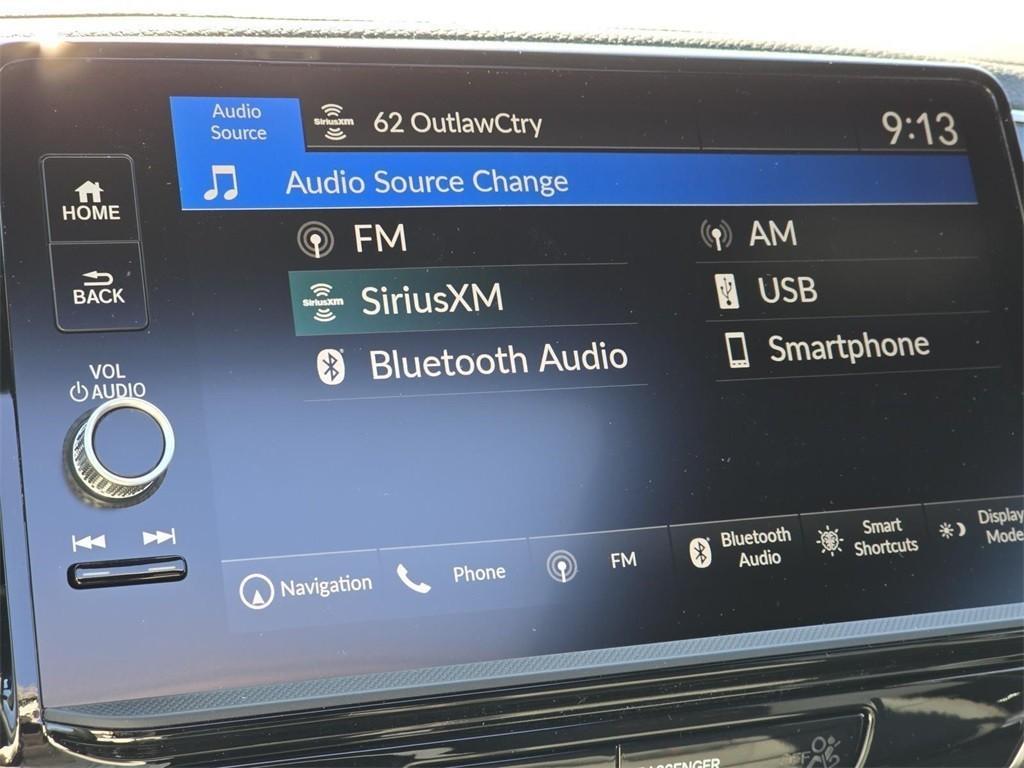 Audio
Source
SiriusXM
62 OutlawCtry
9:13
HOME
Audio Source Change
FM
AM
BACK
SiriusXM
SiriusXM
USB
Bluetooth Audio
Smartphone
VOL
AUDIO
Navigation
Phone
FM
Bluetooth
Audio
Smart
Shortcuts
Display
Mode
PASSENGER